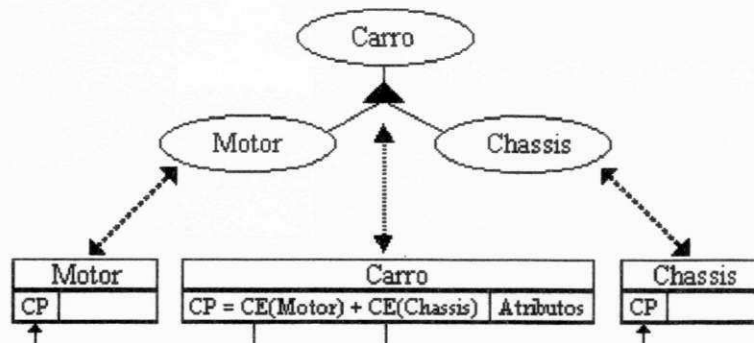 Carro
Motor
Chassis
Motor
CP
Carro
CP = CE(Motor) + CE(Chassis) Atributos
Chassis
CP